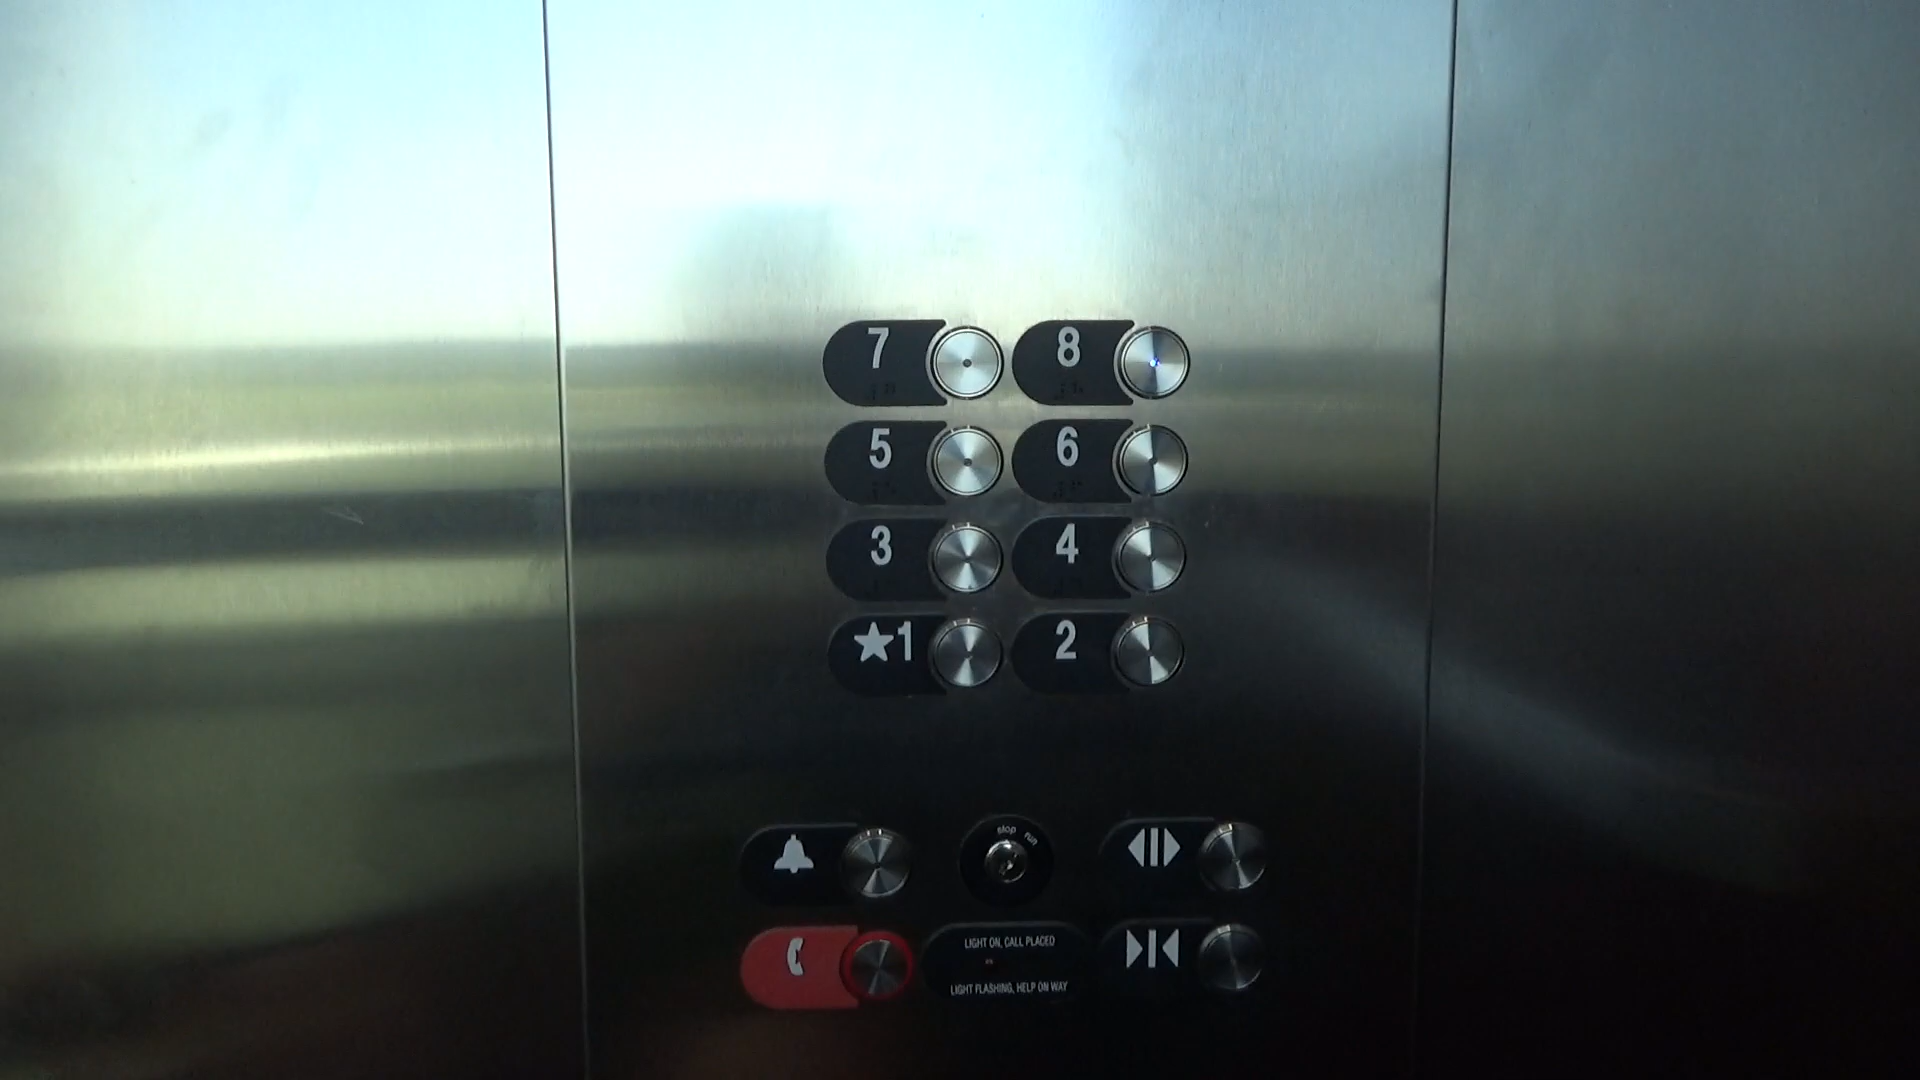 7 8
5 6
3 4
★1 2
stop run
LIGHT ON, CALL PLACED
LIGHT FLASHING, HELP ON WAY